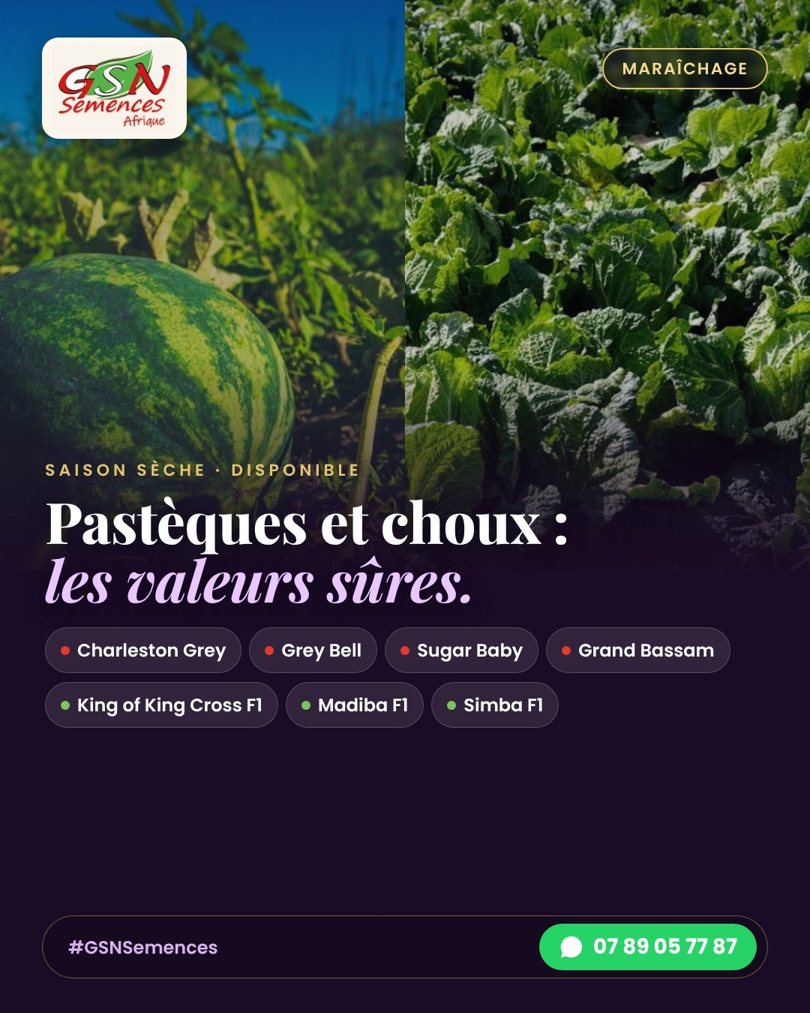 GSN
Semences
Afrique
MARAÎCHAGE
SAISON SÈCHE · DISPONIBLE
Pastèques et choux :
les valeurs sûres.
Charleston Grey
Grey Bell
Sugar Baby
Grand Bassam
King of King Cross F1
Madiba F1
Simba F1
#GSNSemences
07 89 05 77 87